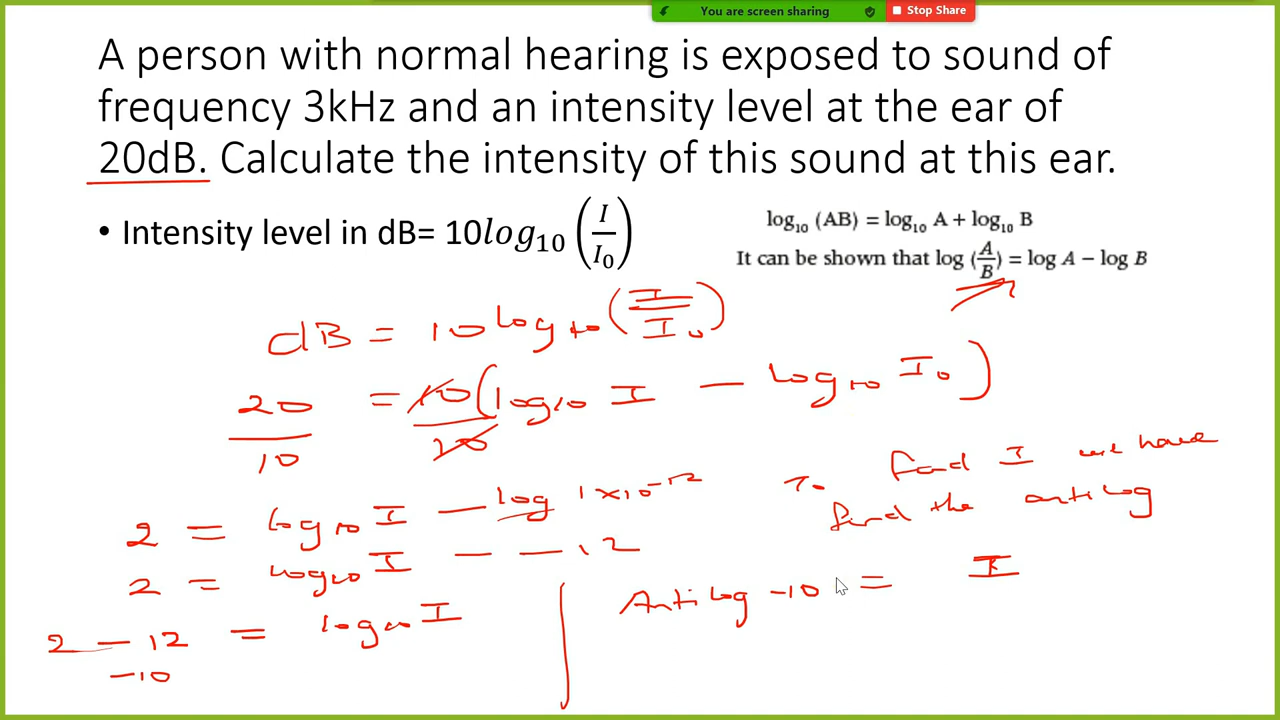 You are screen sharing Stop Share
A person with normal hearing is exposed to sound of
frequency 3kHz and an intensity level at the ear of
20dB. Calculate the intensity of this sound at this ear.
• Intensity level in dB= 10log₁₀ (I/I₀)
log₁₀ (AB) = log₁₀ A + log₁₀ B
It can be shown that log (A/B) = log A − log B
dB = 10 log₁₀ (I/I₀)
20/10 = 10/10 (log₁₀ I − log₁₀ I₀)
2 = log₁₀ I − log 1×10⁻¹²
2 = log₁₀ I − −12
2 − 12 = log₁₀ I
−10
To find I we have
find the antilog
Antilog −10 = I